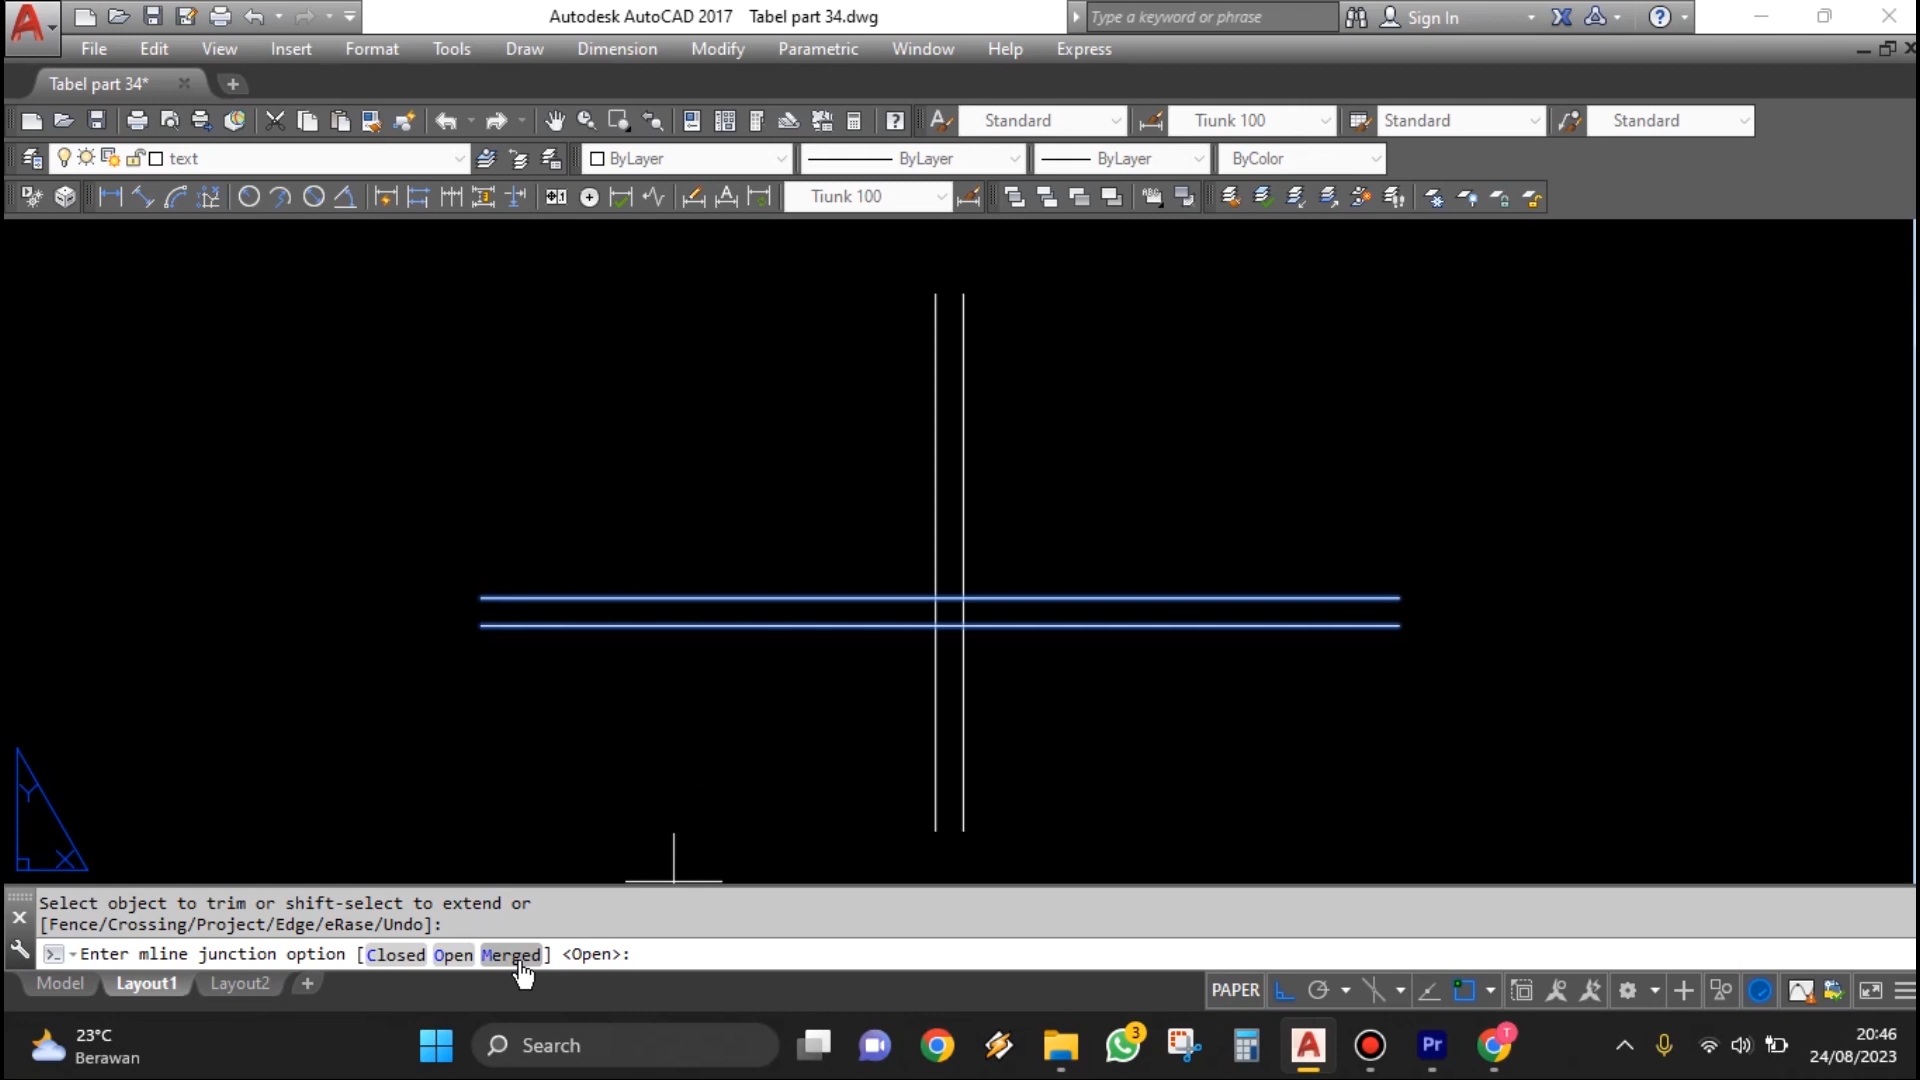 Autodesk AutoCAD 2017 Tabel part 34.dwg
Type a keyword or phrase
Sign In
File Edit View Insert Format Tools Draw Dimension Modify Parametric Window Help Express
Tabel part 34*
Standard Tiunk 100 Standard Standard
text ByLayer ByLayer ByLayer ByColor
Tiunk 100
Y
X
Select object to trim or shift-select to extend or
[Fence/Crossing/Project/Edge/eRase/Undo]:
Enter mline junction option [Closed Open Merged] <Open>:
Model Layout1 Layout2
PAPER
23°C
Berawan
Search
3
Pr
T
20:46
24/08/2023